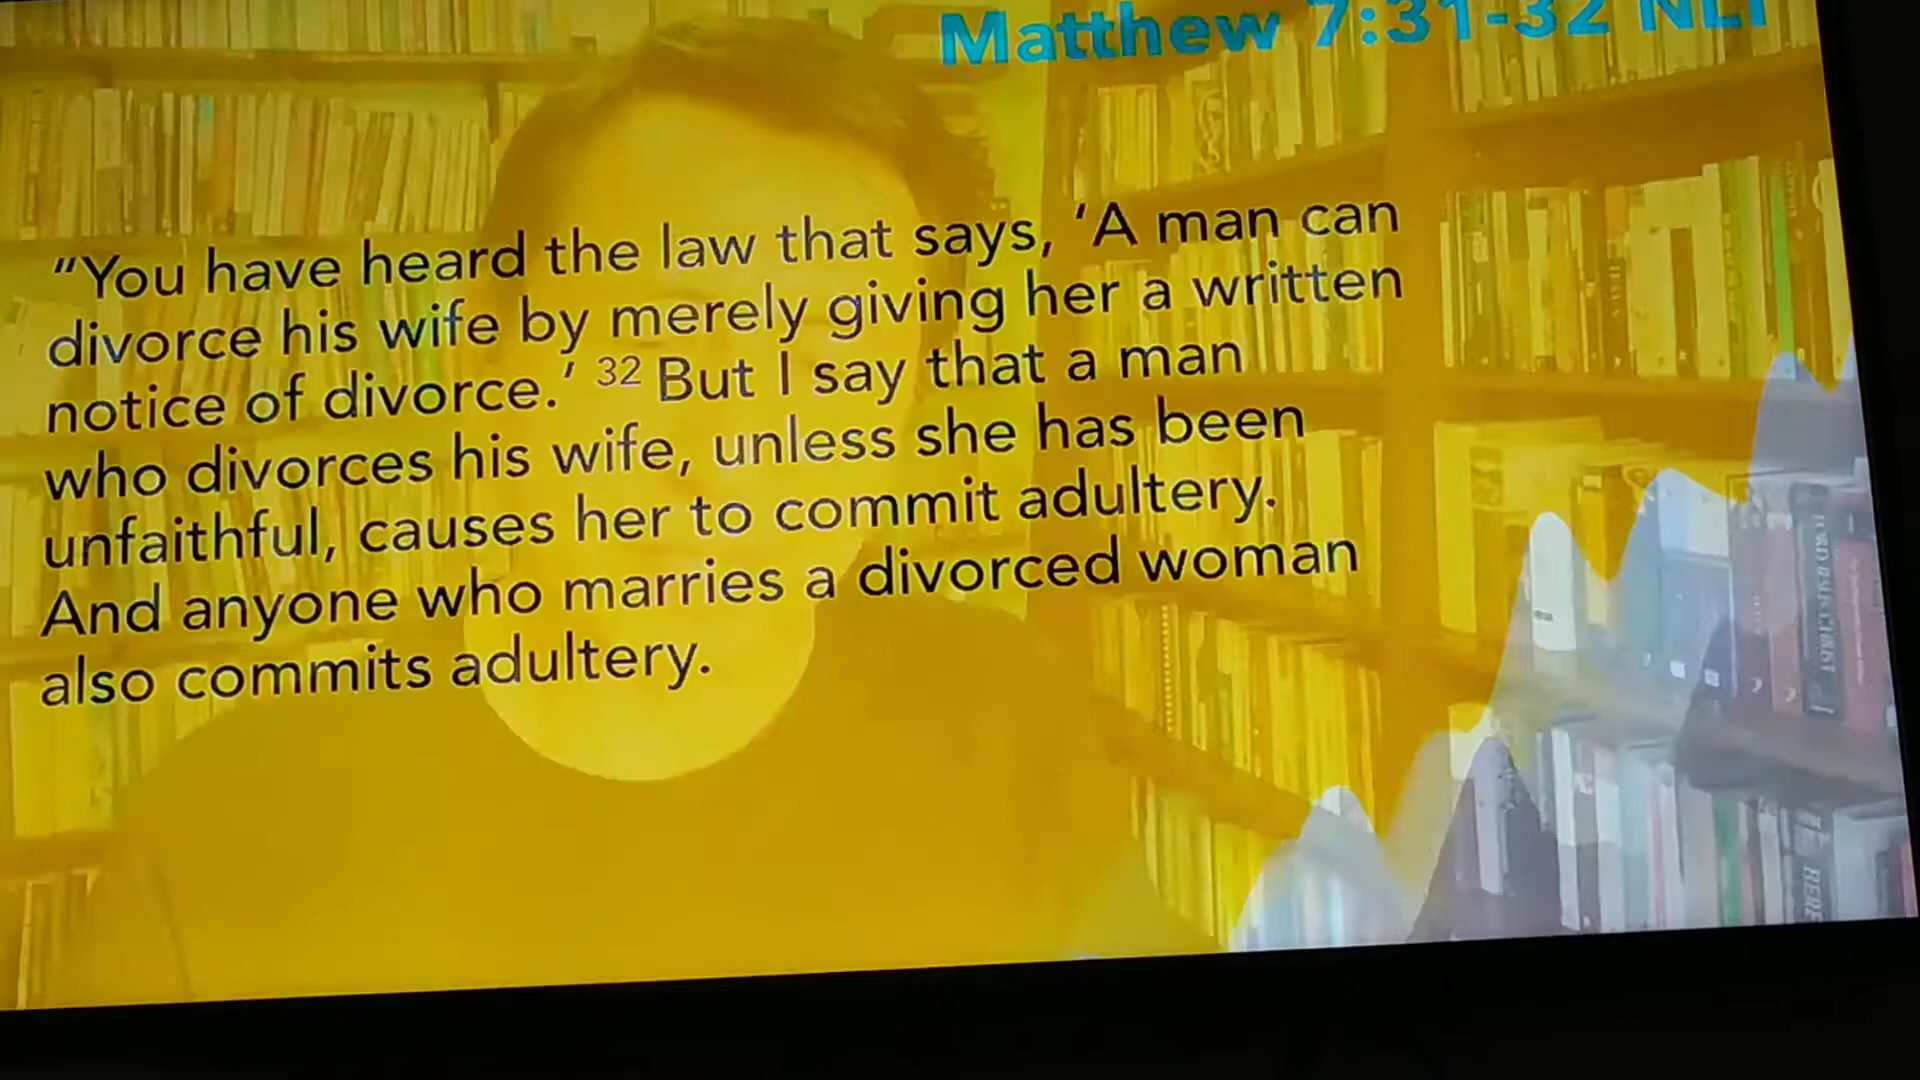 Matthew 7:31-32 NLT
“You have heard the law that says, ‘A man can
divorce his wife by merely giving her a written
notice of divorce.’ 32 But I say that a man
who divorces his wife, unless she has been
unfaithful, causes her to commit adultery.
And anyone who marries a divorced woman
also commits adultery.